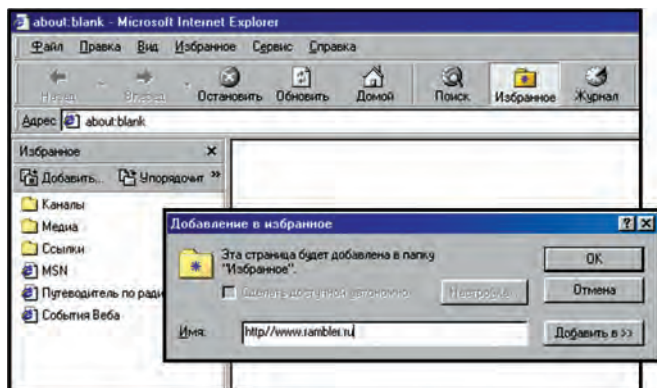 about:blank - Microsoft Internet Explorer
Файл Правка Вид Избранное Сервис Справка
Назад Вперед Остановить Обновить Домой Поиск Избранное Журнал
Адрес about:blank
Избранное
Добавить... Упорядочит »
Каналы
Медиа
Ссылки
MSN
Путеводитель по ради
События Веба
Добавление в избранное
Эта страница будет добавлена в папку
"Избранное".
OK
Сделать доступной автономно Настройка...
Отмена
Имя: http//www.rambler.ru
Добавить в >>